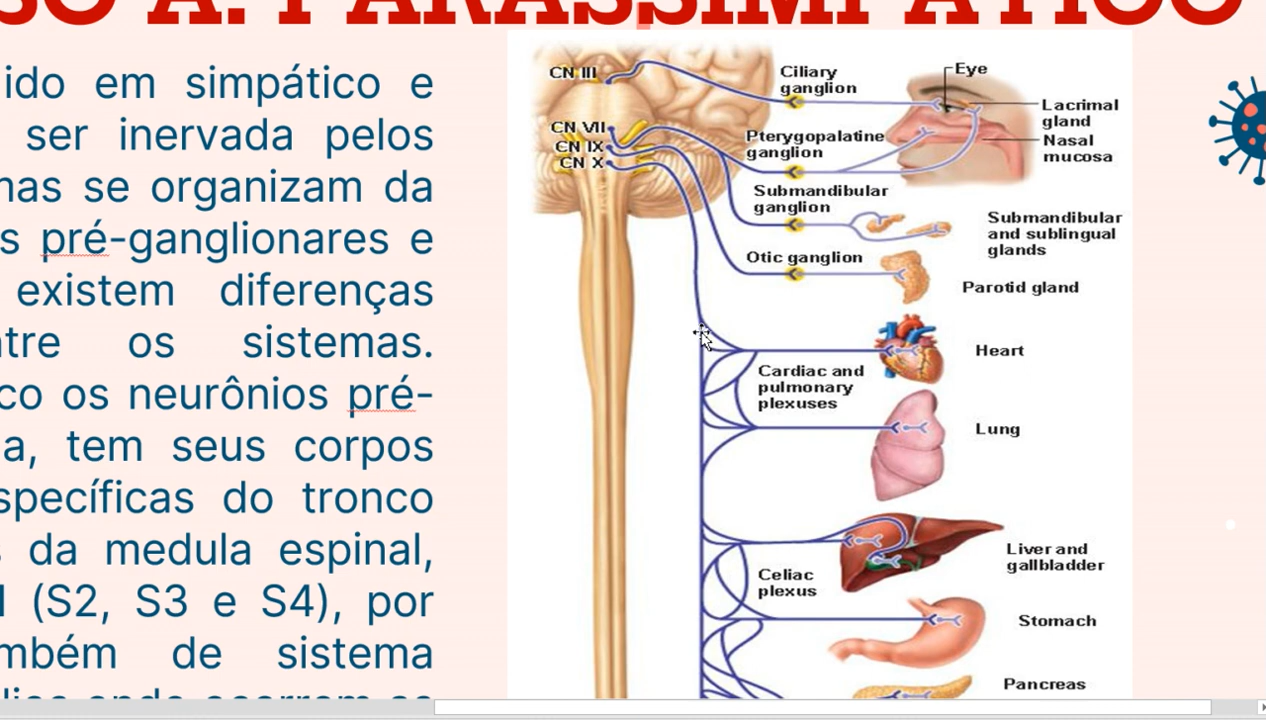 SO A. PARASSIMPÁTICO
ido em simpático e
ser inervada pelos
mas se organizam da
s pré-ganglionares e
existem diferenças
ntre os sistemas.
co os neurônios pré-
a, tem seus corpos
specíficas do tronco
s da medula espinal,
l (S2, S3 e S4), por
mbém de sistema
CN III
CN VII
CN IX
CN X
Ciliary
ganglion
Eye
Lacrimal
gland
Pterygopalatine
ganglion
Nasal
mucosa
Submandibular
ganglion
Submandibular
and sublingual
glands
Otic ganglion
Parotid gland
Heart
Cardiac and
pulmonary
plexuses
Lung
Liver and
gallbladder
Celiac
plexus
Stomach
Pancreas